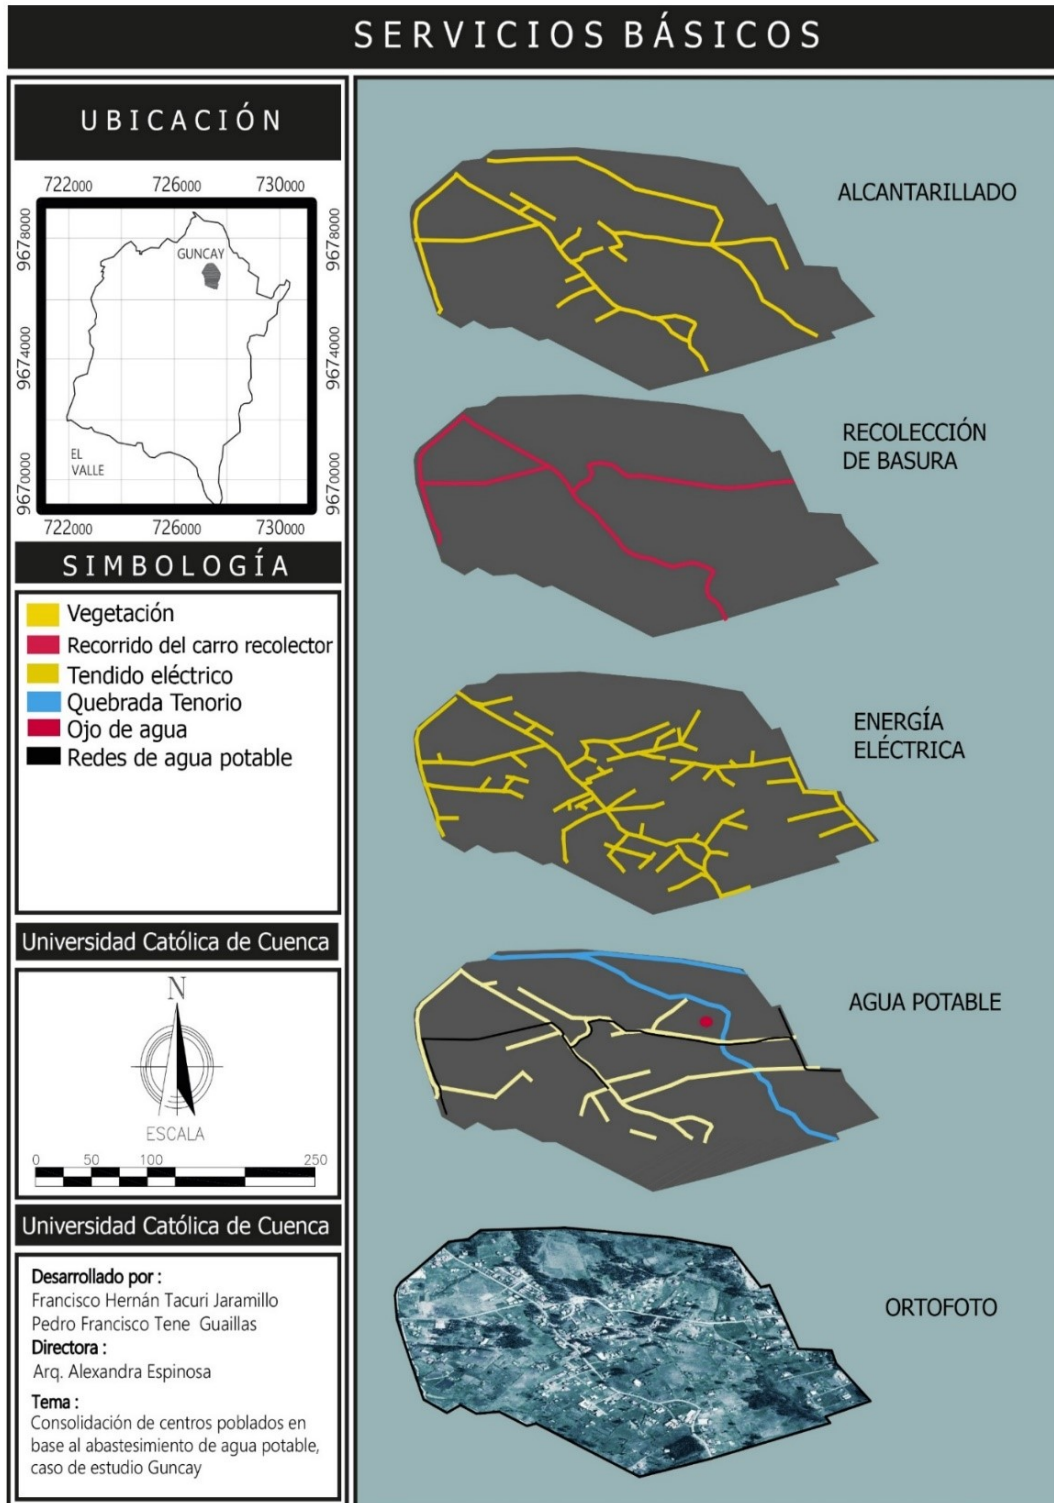 SERVICIOS BÁSICOS
UBICACIÓN
722000 726000 730000
9678000 9678000
GUNCAY
9674000 9674000
EL
VALLE
9670000 9670000
722000 726000 730000
SIMBOLOGÍA
Vegetación
Recorrido del carro recolector
Tendido eléctrico
Quebrada Tenorio
Ojo de agua
Redes de agua potable
Universidad Católica de Cuenca
N
ESCALA
0 50 100 250
Universidad Católica de Cuenca
Desarrollado por :
Francisco Hernán Tacuri Jaramillo
Pedro Francisco Tene Guaillas
Directora :
Arq. Alexandra Espinosa
Tema :
Consolidación de centros poblados en
base al abastesimiento de agua potable,
caso de estudio Guncay
ALCANTARILLADO
RECOLECCIÓN
DE BASURA
ENERGÍA
ELÉCTRICA
AGUA POTABLE
ORTOFOTO